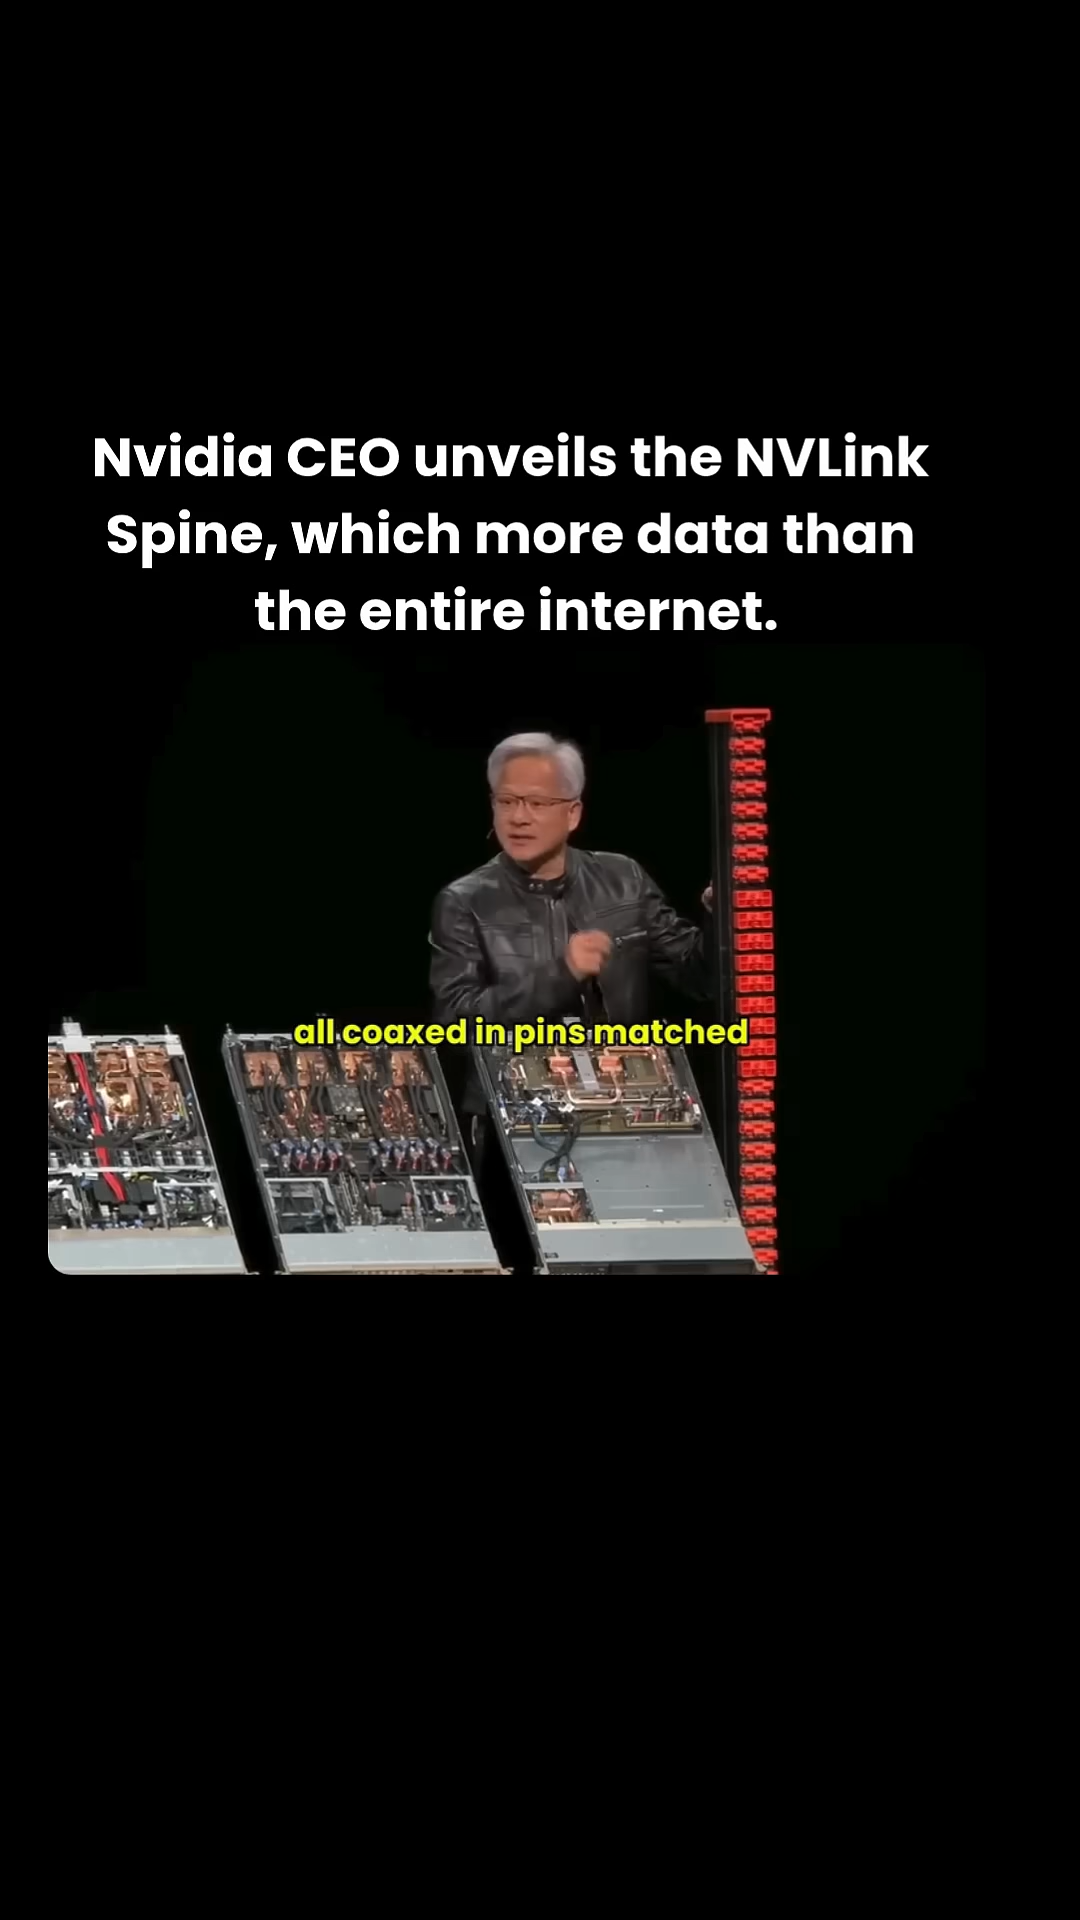 Nvidia CEO unveils the NVLink
Spine, which more data than
the entire internet.
all coaxed in pins matched